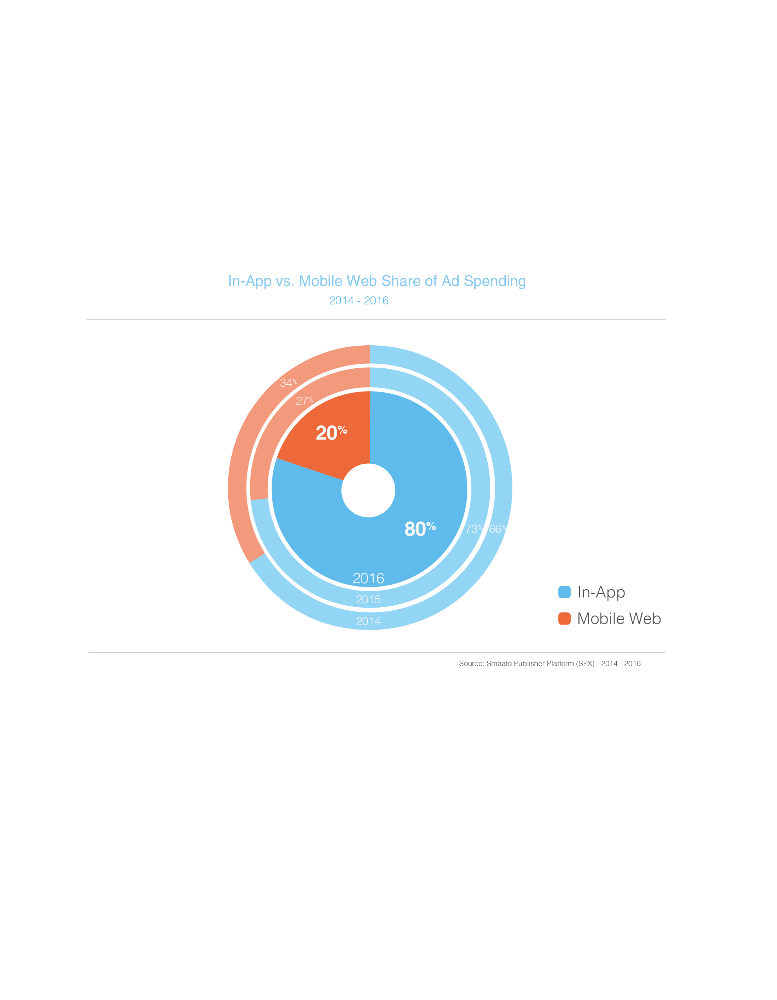 In-App vs. Mobile Web Share of Ad Spending
2014 - 2016
34%
27%
20%
80%
73%
66%
2016
2015
2014
In-App
Mobile Web
Source: Smaato Publisher Platform (SPX) - 2014 - 2016